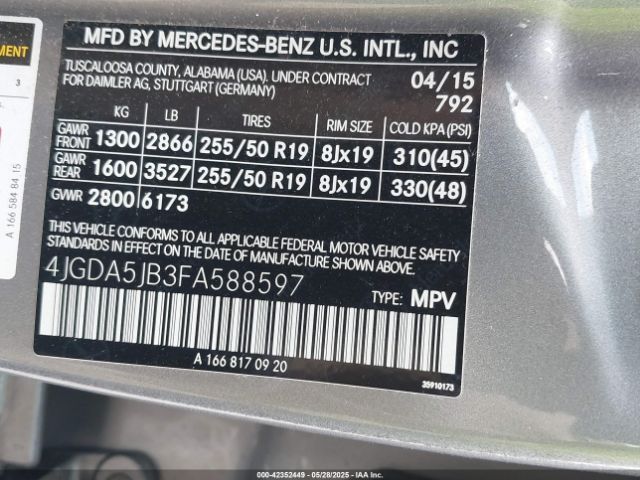 EMENT
3
A 166 584 84 15
MFD BY MERCEDES-BENZ U.S. INTL., INC
TUSCALOOSA COUNTY, ALABAMA (USA). UNDER CONTRACT
FOR DAIMLER AG, STUTTGART (GERMANY)
04/15
792
KG LB TIRES RIM SIZE COLD KPA(PSI)
GAWR FRONT 1300 2866 255/50 R19 8Jx19 310(45)
GAWR REAR 1600 3527 255/50 R19 8Jx19 330(48)
GVWR 2800 6173
THIS VEHICLE CONFORMS TO ALL APPLICABLE FEDERAL MOTOR VEHICLE SAFETY
STANDARDS IN EFFECT ON THE DATE OF MANUFACTURE SHOWN ABOVE.
4JGDA5JB3FA588597
TYPE: MPV
A 166 817 09 20
35910173
00-42352449 | 05/28/2025 - IAAI